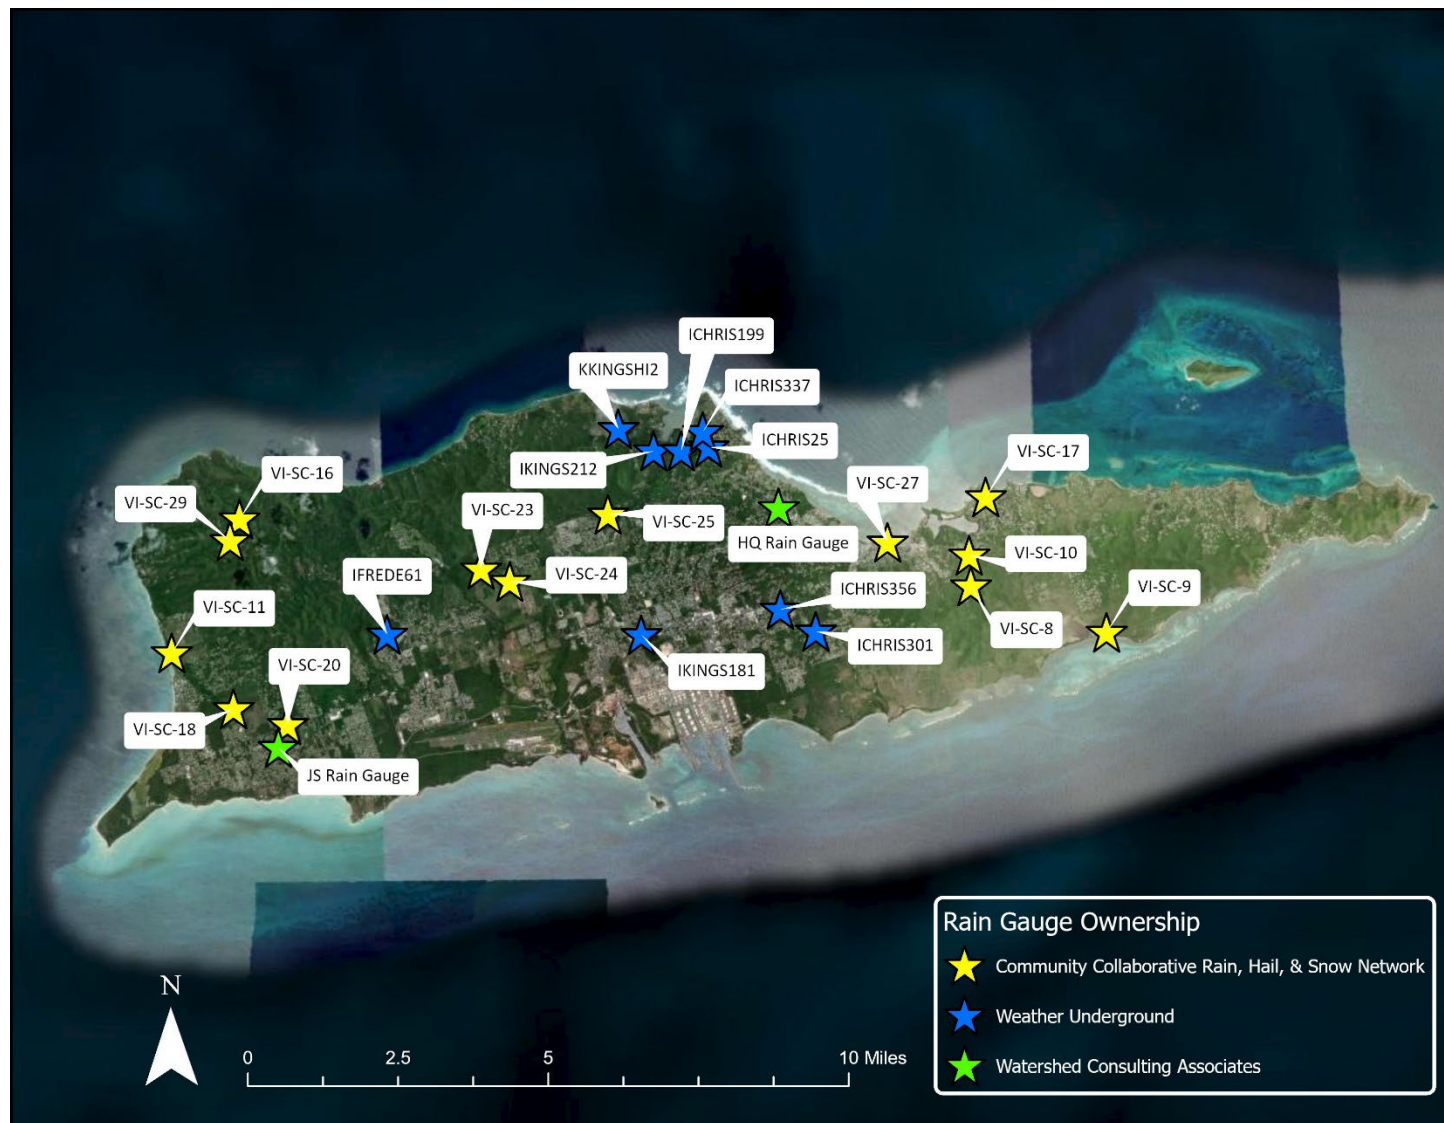 ICHRIS199
KKINGSHI2
ICHRIS337
ICHRIS25
IKINGS212
VI-SC-17
VI-SC-16
VI-SC-27
VI-SC-29
VI-SC-23
VI-SC-25
HQ Rain Gauge
VI-SC-10
IFREDE61
VI-SC-24
ICHRIS356
VI-SC-9
VI-SC-11
VI-SC-8
ICHRIS301
VI-SC-20
IKINGS181
VI-SC-18
JS Rain Gauge
Rain Gauge Ownership
Community Collaborative Rain, Hail, & Snow Network
Weather Underground
Watershed Consulting Associates
N
0 2.5 5 10 Miles